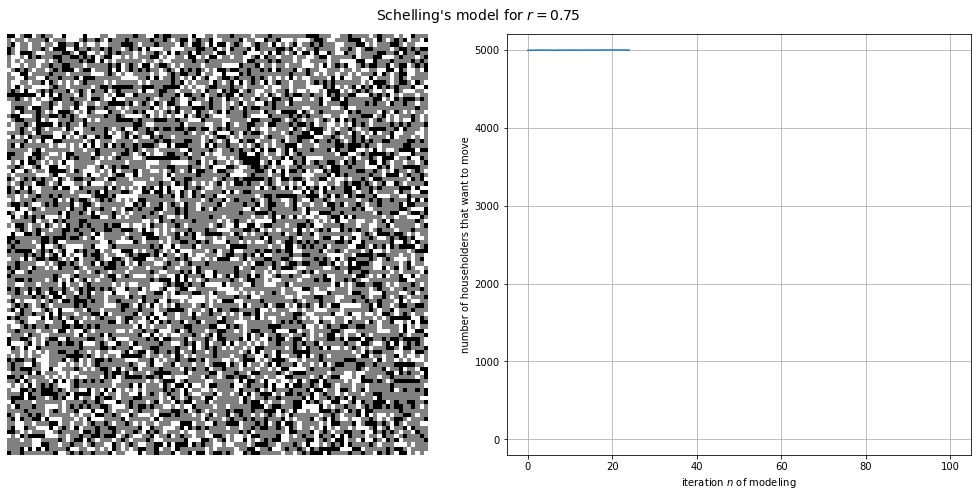 Schelling's model for r = 0.75
number of householders that want to move
5000
4000
3000
2000
1000
0
0 20 40 60 80 100
iteration n of modeling